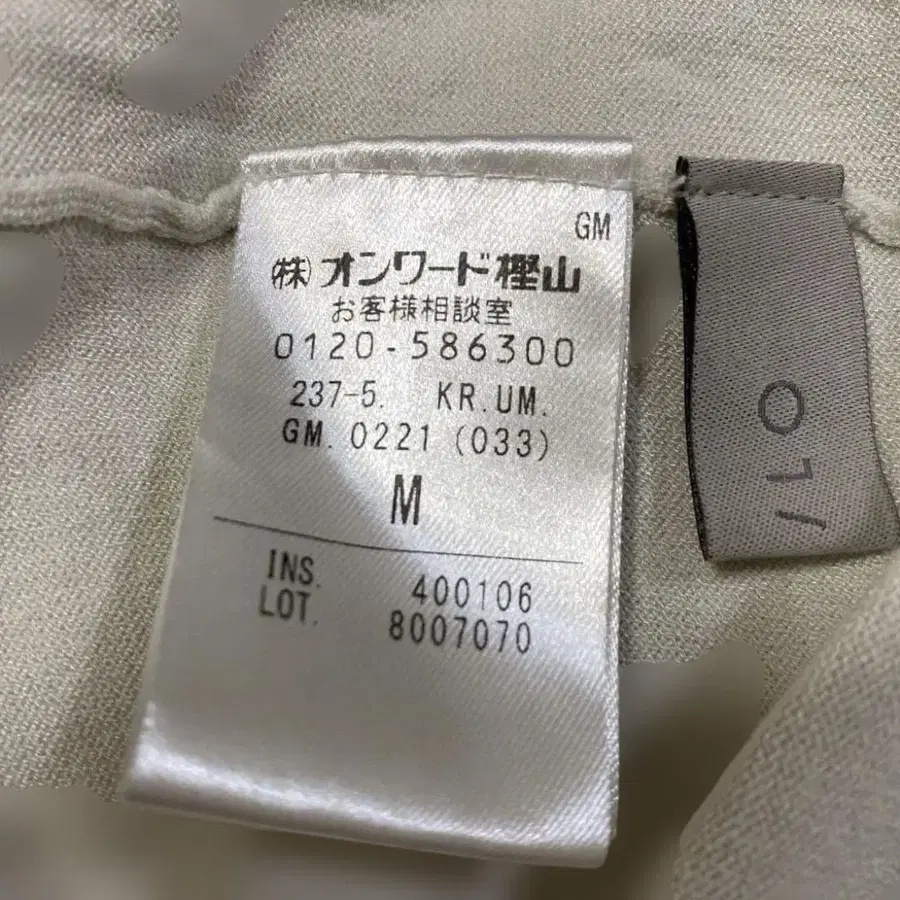 GM
(株)オンワード樫山
お客様相談室
0120-586300
237-5. KR.UM.
GM. 0221 (033)
M
INS. 400106
LOT. 8007070
/LO